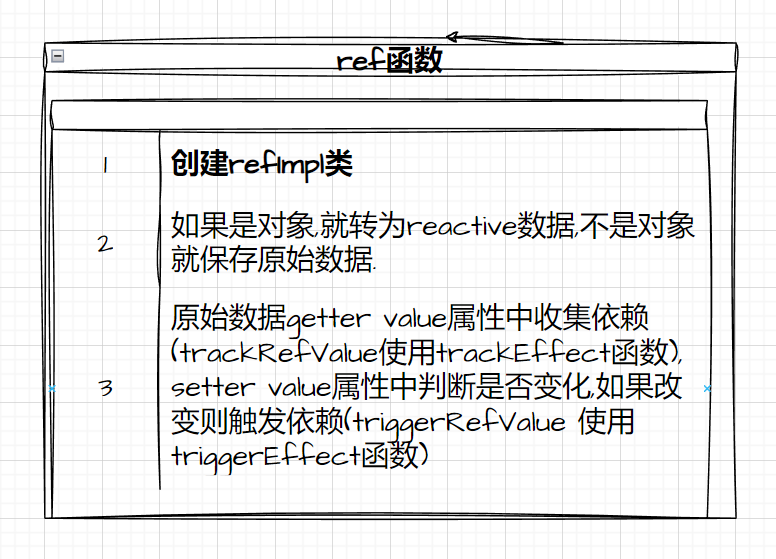 ref函数
1
创建refImpl类
2
如果是对象,就转为reactive数据,不是对象
就保存原始数据.
原始数据getter value属性中收集依赖
(trackRefValue使用trackEffect函数),
3
setter value属性中判断是否变化,如果改
变则触发依赖(triggerRefValue 使用
triggerEffect函数)